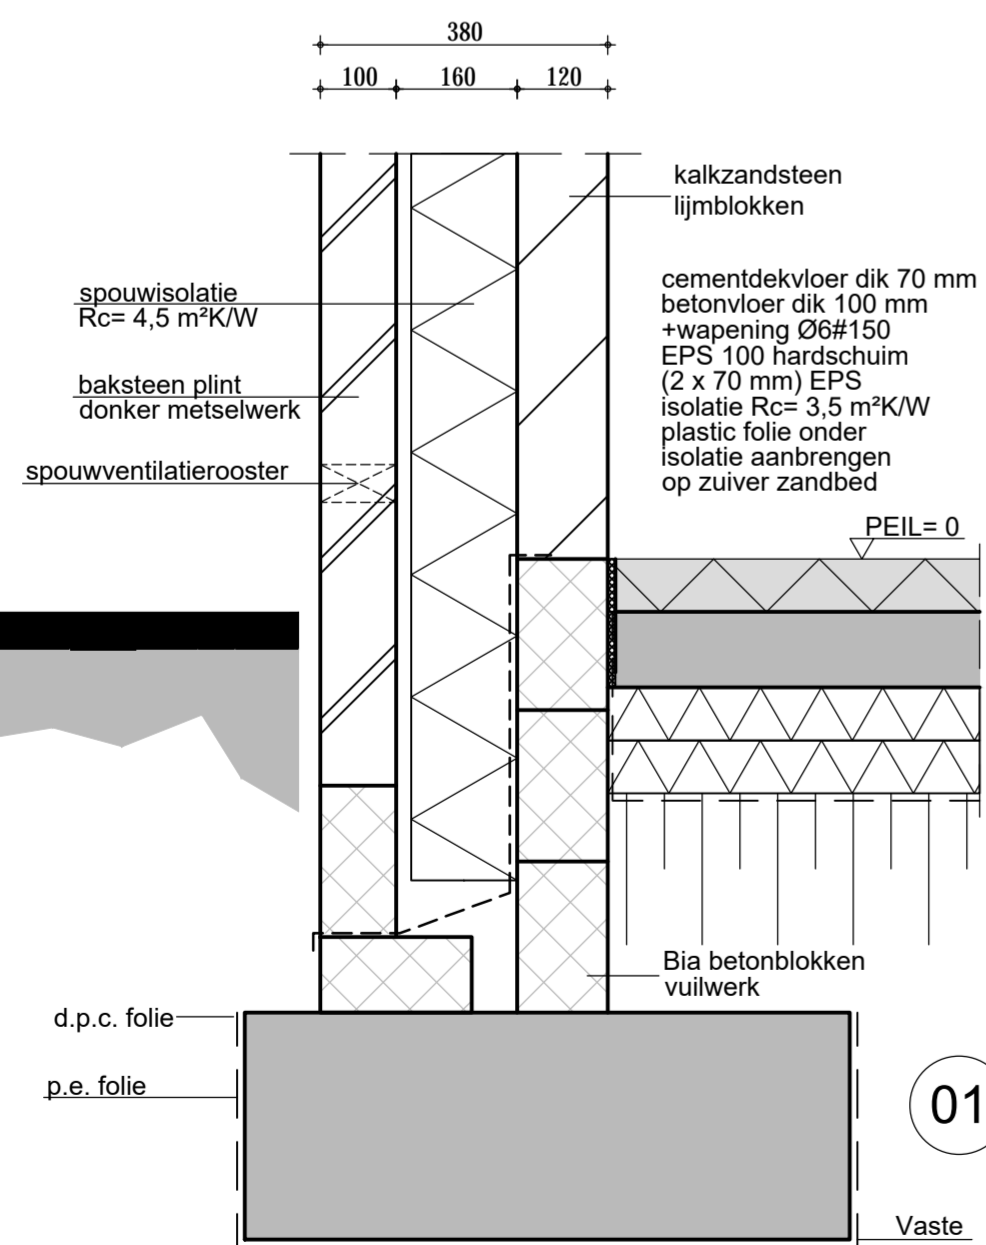 380
100 160 120
kalkzandsteen
lijmblokken
cementdekvloer dik 70 mm
betonvloer dik 100 mm
+wapening Ø6#150
EPS 100 hardschuim
(2 x 70 mm) EPS
isolatie Rc= 3,5 m²K/W
plastic folie onder
isolatie aanbrengen
op zuiver zandbed
spouwisolatie
Rc= 4,5 m²K/W
baksteen plint
donker metselwerk
spouwventilatierooster
PEIL= 0
Bia betonblokken
vuilwerk
d.p.c. folie
p.e. folie
01
Vaste